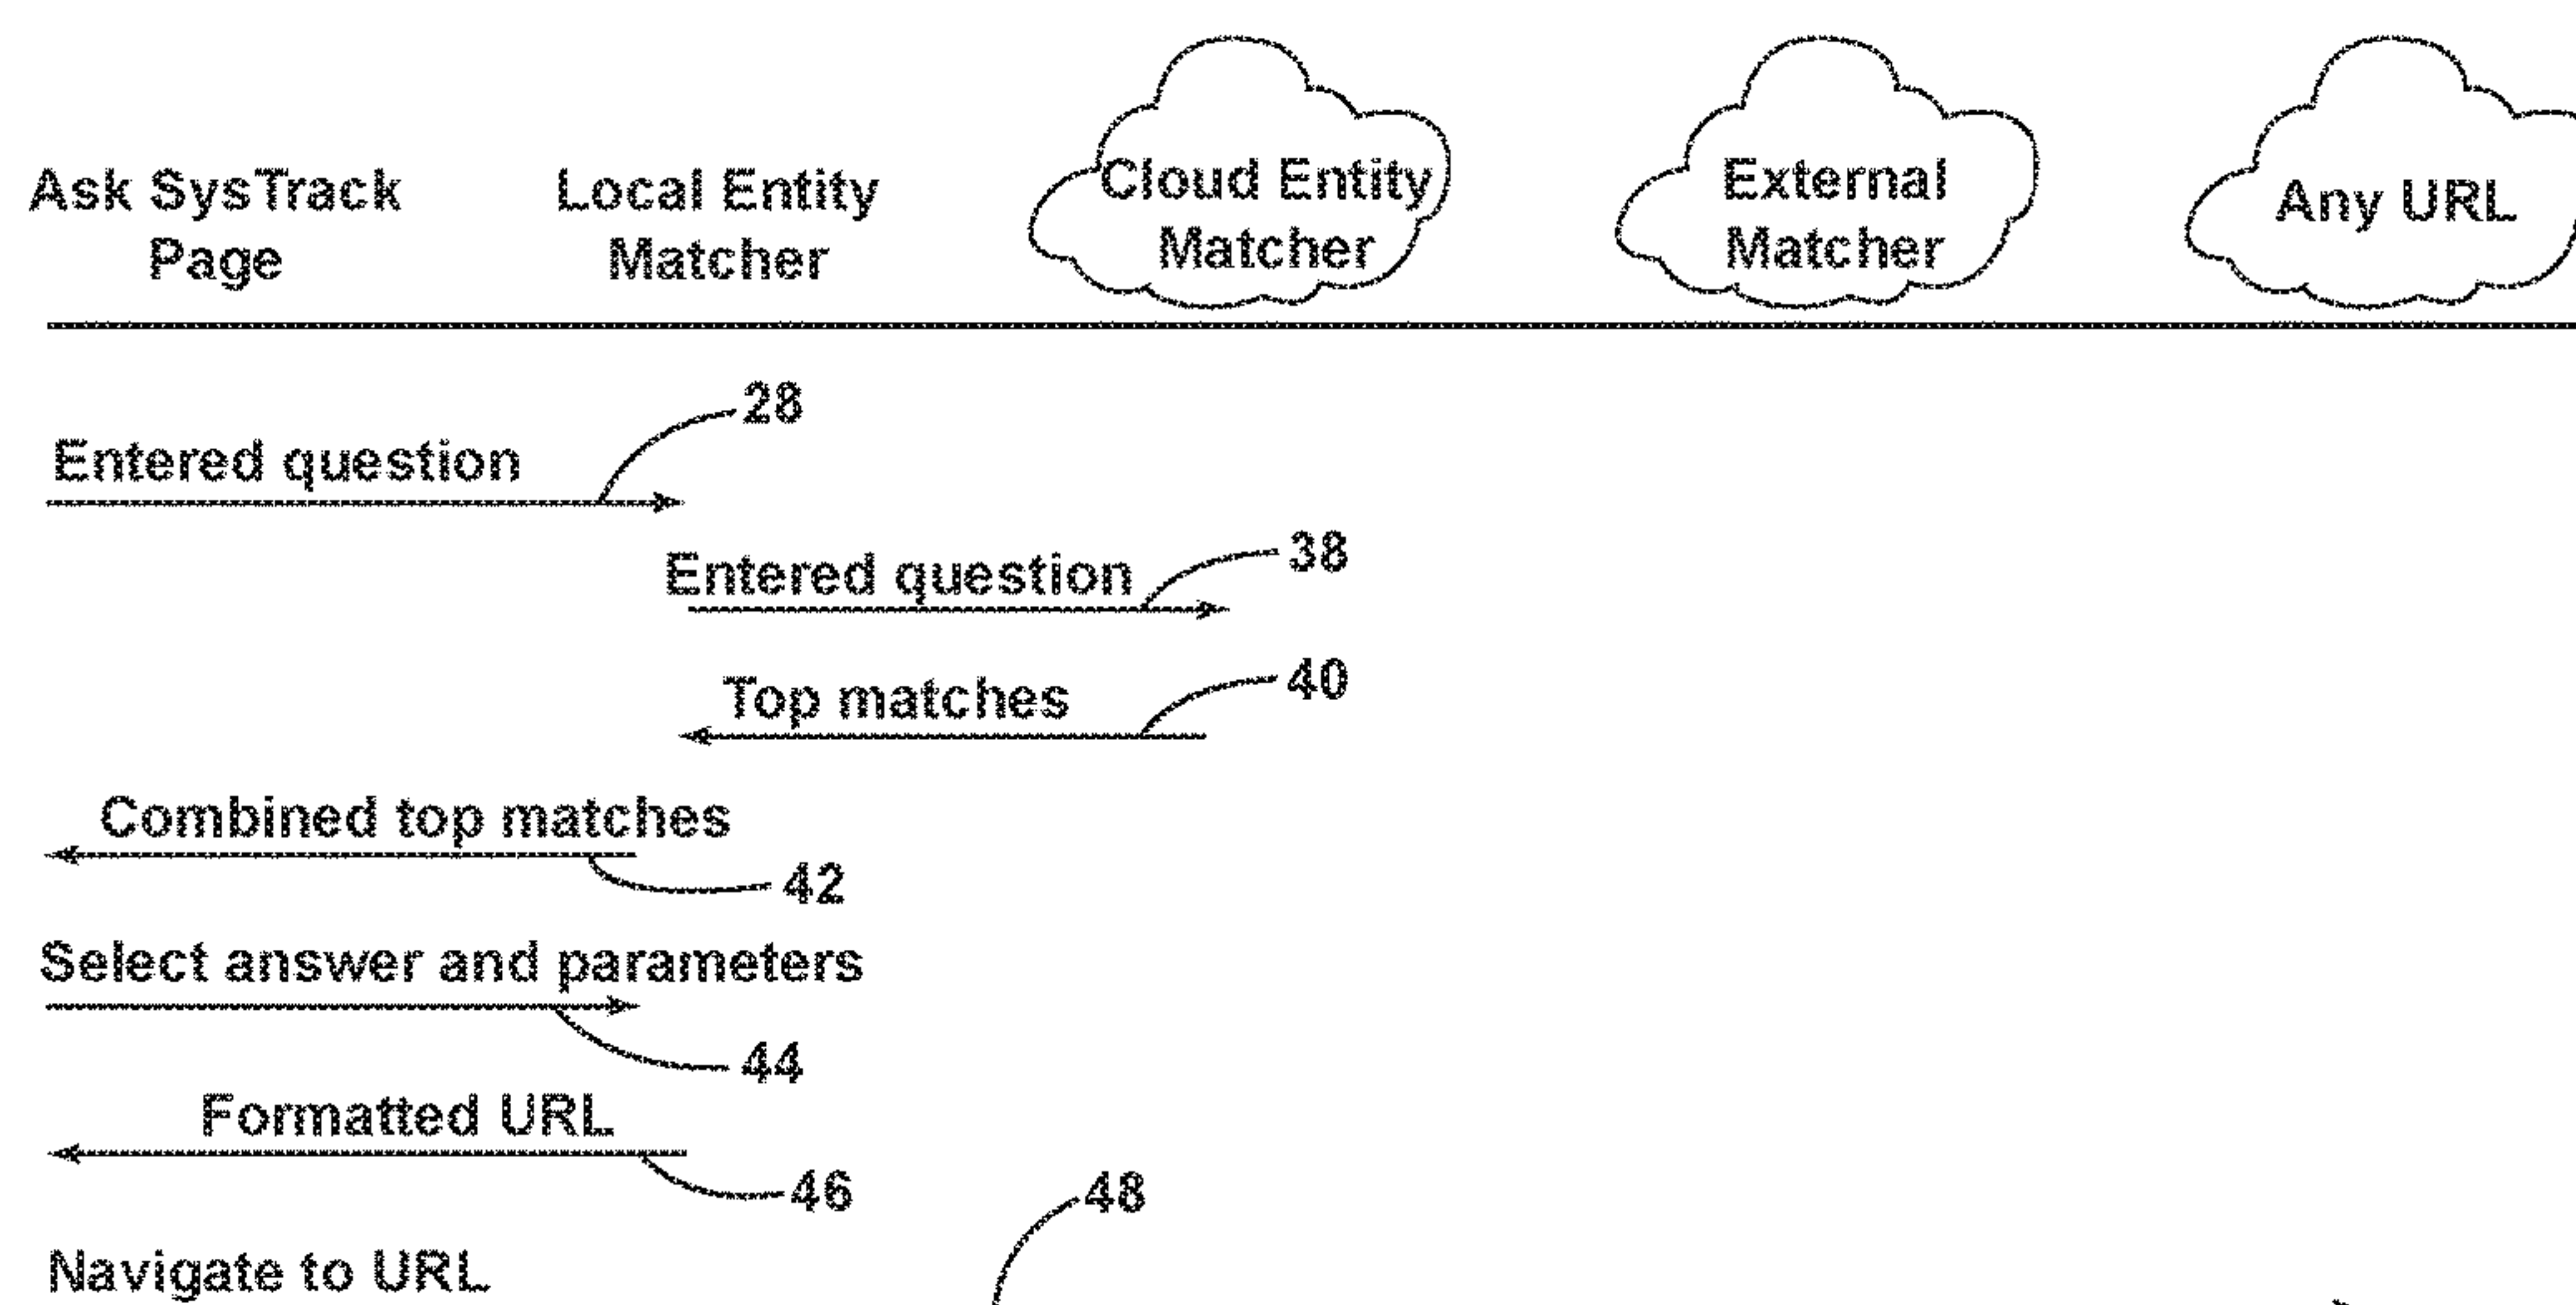 Ask SysTrack
Page
Local Entity
Matcher
Cloud Entity
Matcher
External
Matcher
Any URL
28
Entered question
38
Entered question
40
Top matches
Combined top matches
42
Select answer and parameters
44
Formatted URL
46
48
Navigate to URL